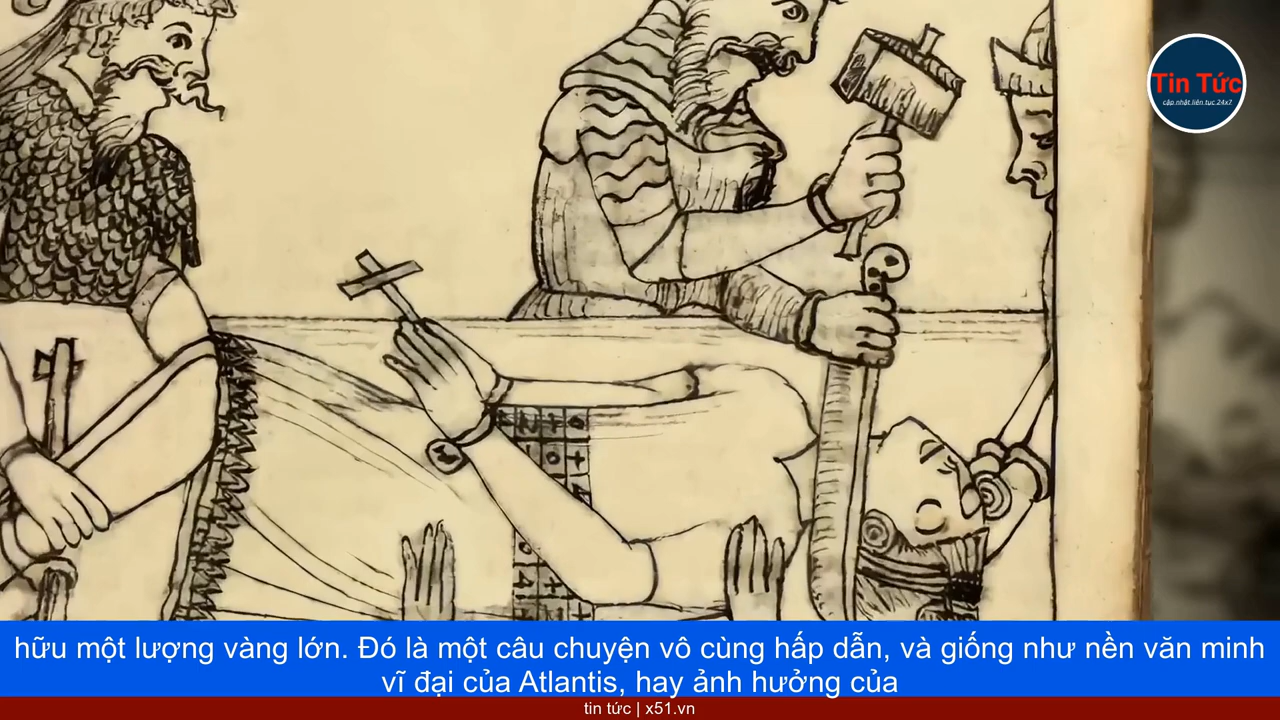 Tin Tức
cập nhật liên tục 24x7
hữu một lượng vàng lớn. Đó là một câu chuyện vô cùng hấp dẫn, và giống như nền văn minh
vĩ đại của Atlantis, hay ảnh hưởng của
tin tức | x51.vn